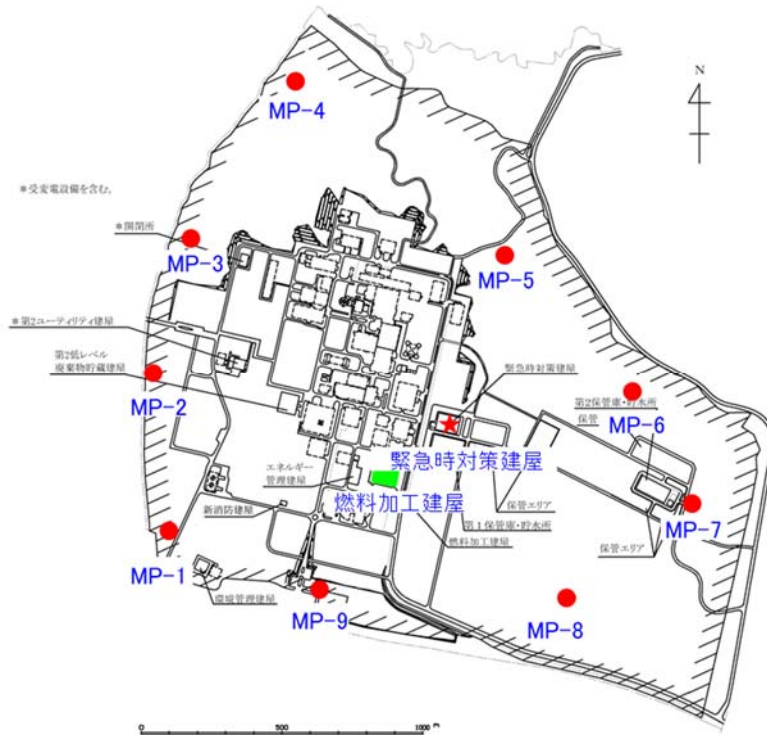 N
MP-4
*受変電設備を含む。
*開閉所
MP-3
MP-5
*第2ユーティリティ建屋
第2低レベル
廃棄物貯蔵建屋
緊急時対策建屋
MP-2
第2保管庫・貯水所
保管
MP-6
緊急時対策建屋
エネルギー
管理建屋
燃料加工建屋
保管エリア
新消防建屋
第1保管庫・貯水所
MP-7
燃料加工建屋
保管エリア
MP-1
環境管理建屋
MP-9
MP-8
0
500
1000
m